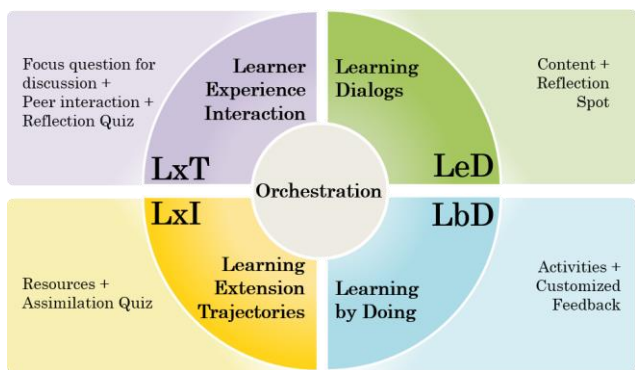 Focus question for
discussion +
Peer interaction +
Reflection Quiz
Learner
Experience
Interaction
LxT
Learning
Dialogs
LeD
Content +
Reflection
Spot
Orchestration
Resources +
Assimilation Quiz
LxI
Learning
Extension
Trajectories
LbD
Learning
by Doing
Activities +
Customized
Feedback